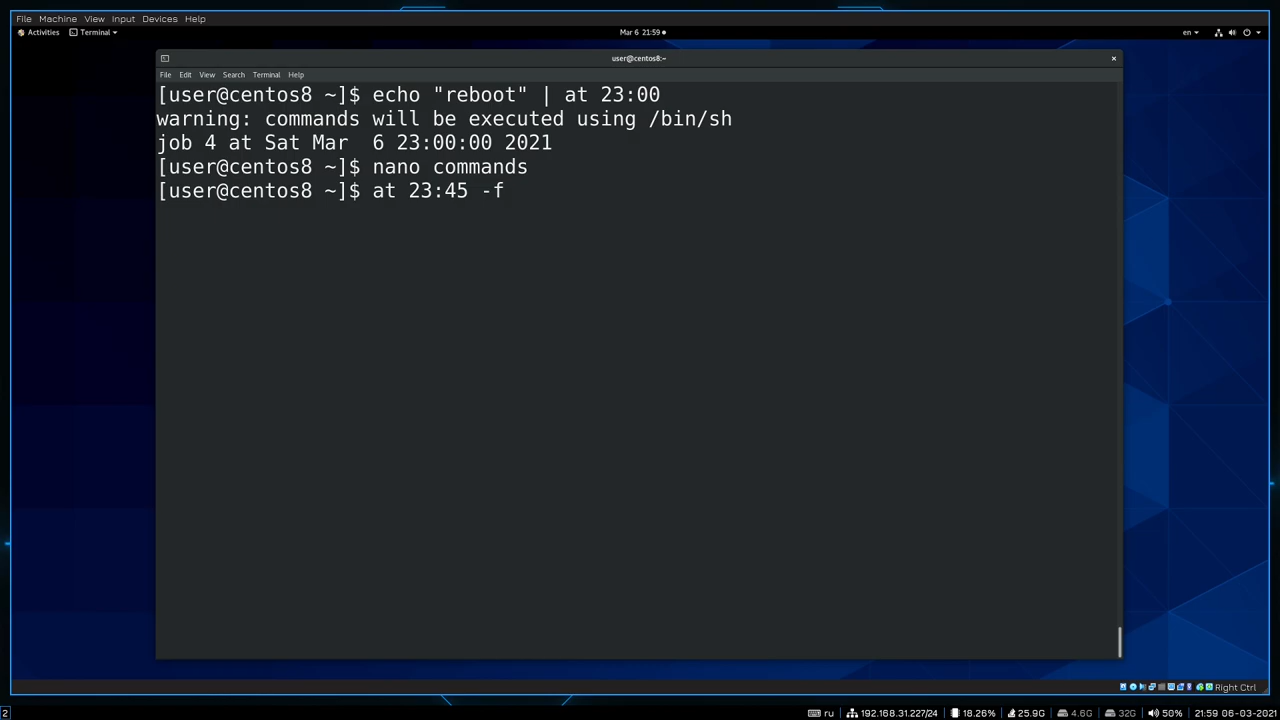 File Machine View Input Devices Help
Activities Terminal Mar 6 21:59 en
user@centos8:~
File Edit View Search Terminal Help
[user@centos8 ~]$ echo "reboot" | at 23:00
warning: commands will be executed using /bin/sh
job 4 at Sat Mar  6 23:00:00 2021
[user@centos8 ~]$ nano commands
[user@centos8 ~]$ at 23:45 -f
Right Ctrl
2 ru 192.168.31.227/24 18.26% 25.9G 4.6G 32G 50% 21:59 06-03-2021